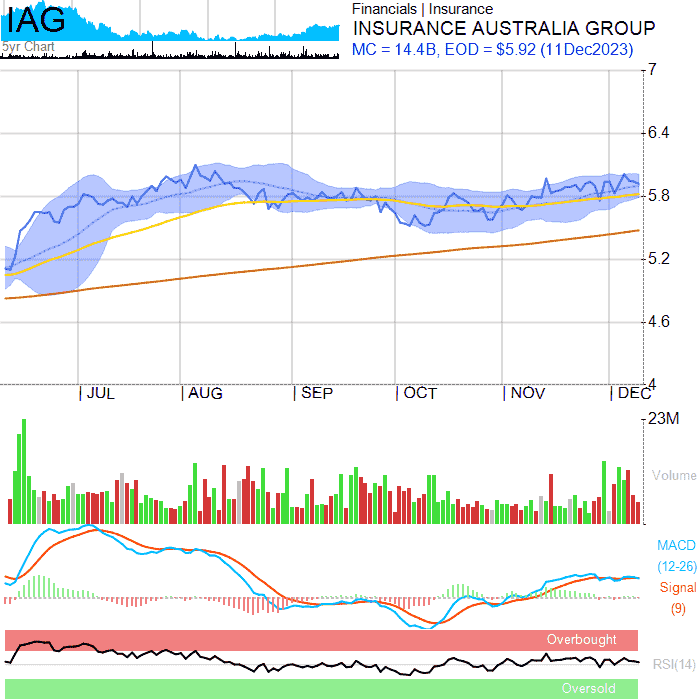 IAG
5yr Chart
Financials | Insurance
INSURANCE AUSTRALIA GROUP
MC = 14.4B, EOD = $5.92 (11Dec2023)
7
6.4
5.8
5.2
4.6
4
| JUL | AUG | SEP | OCT | NOV | DEC
23M
Volume
MACD
(12-26)
Signal
(9)
Overbought
RSI(14)
Oversold